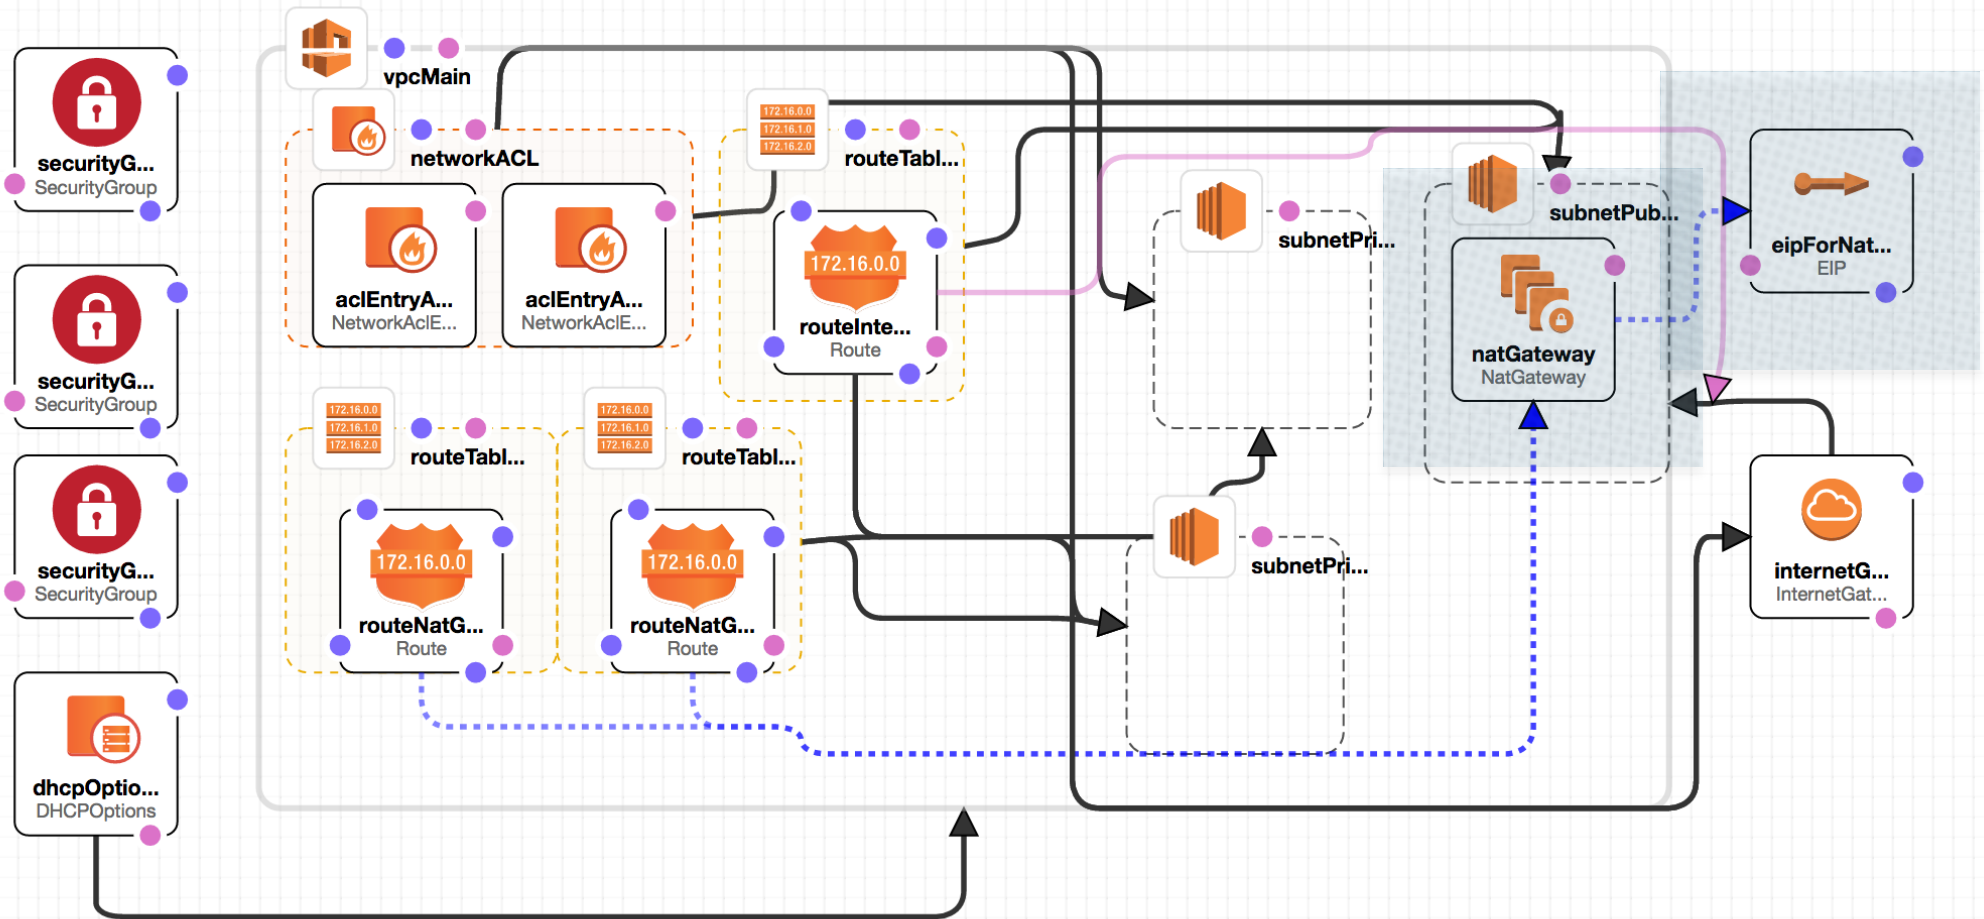 vpcMain
securityG...
SecurityGroup
networkACL
aclEntryA...
NetworkAclE...
aclEntryA...
NetworkAclE...
172.16.0.0
172.16.1.0
172.16.2.0
routeTabl...
172.16.0.0
routeInte...
Route
subnetPri...
subnetPub...
natGateway
NatGateway
eipForNat...
EIP
securityG...
SecurityGroup
172.16.0.0
172.16.1.0
172.16.2.0
routeTabl...
172.16.0.0
172.16.1.0
172.16.2.0
routeTabl...
securityG...
SecurityGroup
172.16.0.0
routeNatG...
Route
172.16.0.0
routeNatG...
Route
subnetPri...
internetG...
InternetGat...
dhcpOptio...
DHCPOptions